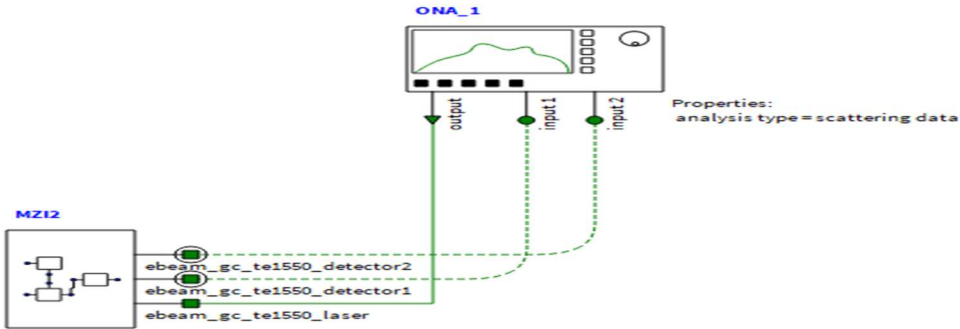 ONA_1
output
input 1
input 2
Properties:
analysis type=scattering data
MZI2
ebeam_gc_te1550_detector2
ebeam_gc_te1550_detector1
ebeam_gc_te1550_laser